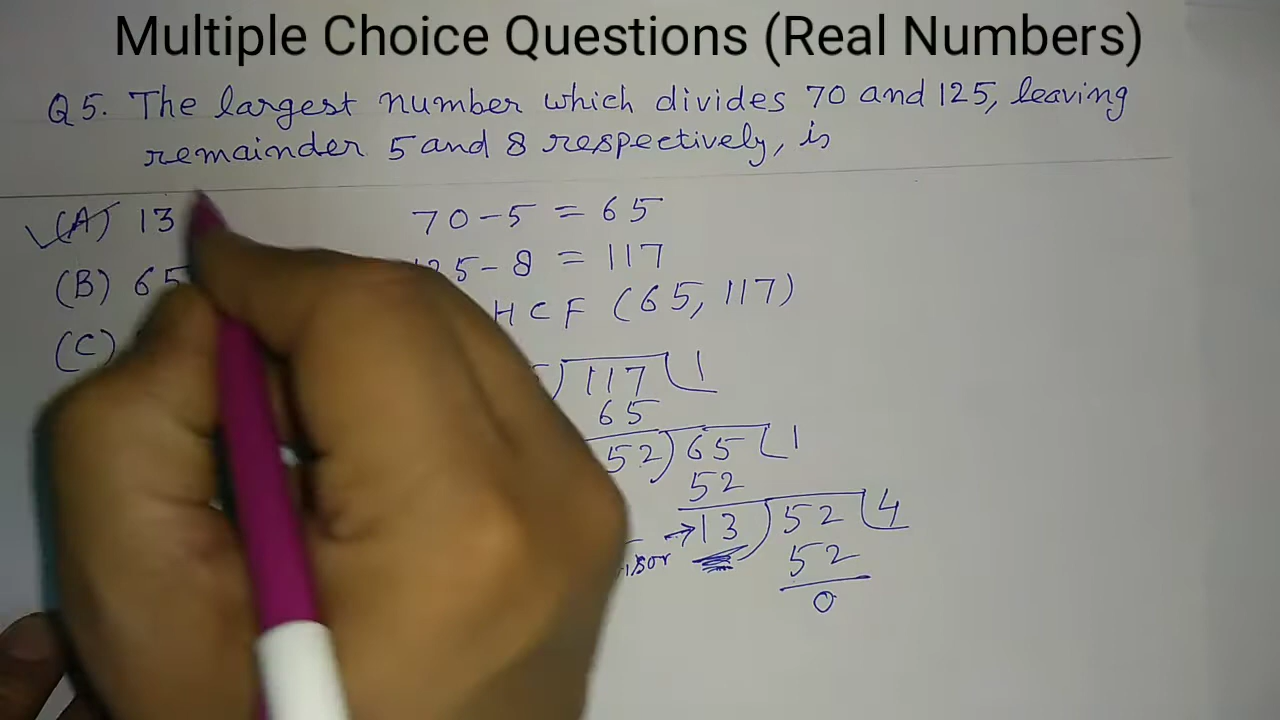 Multiple Choice Questions (Real Numbers)
Q5. The largest number which divides 70 and 125, leaving
remainder 5 and 8 respectively, is
(A) 13
70 - 5 = 65
(B) 65
- 8 = 117
HCF (65, 117)
(C)
) 117 ( 1
65
52 ) 65 ( 1
52
→ 13 ) 52 ( 4
52
0